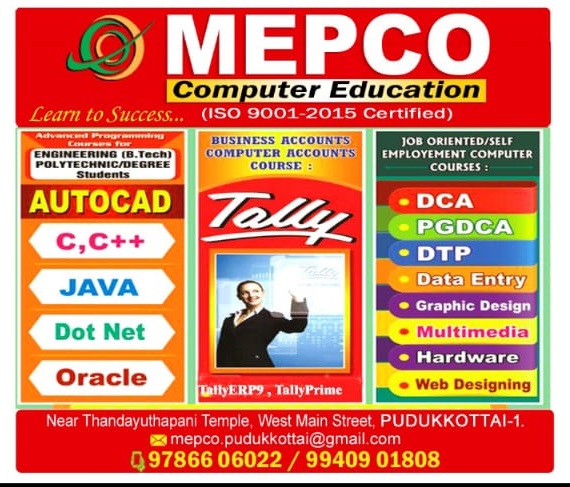 MEPCO
Computer Education
Learn to Success... (ISO 9001-2015 Certified)
Advanced Programming
Courses for
ENGINEERING (B.Tech)
POLYTECHNIC/DEGREE
Students
AUTOCAD
C,C++
JAVA
Dot Net
Oracle
BUSINESS ACCOUNTS
COMPUTER ACCOUNTS
COURSE :
Tally
Tally
TallyERP9 , TallyPrime
JOB ORIENTED/SELF
EMPLOYEMENT COMPUTER
COURSES :
• DCA
• PGDCA
• DTP
• Data Entry
• Graphic Design
• Multimedia
• Hardware
• Web Designing
Near Thandayuthapani Temple, West Main Street, PUDUKKOTTAI-1.
mepco.pudukkottai@gmail.com
97866 06022 / 99409 01808